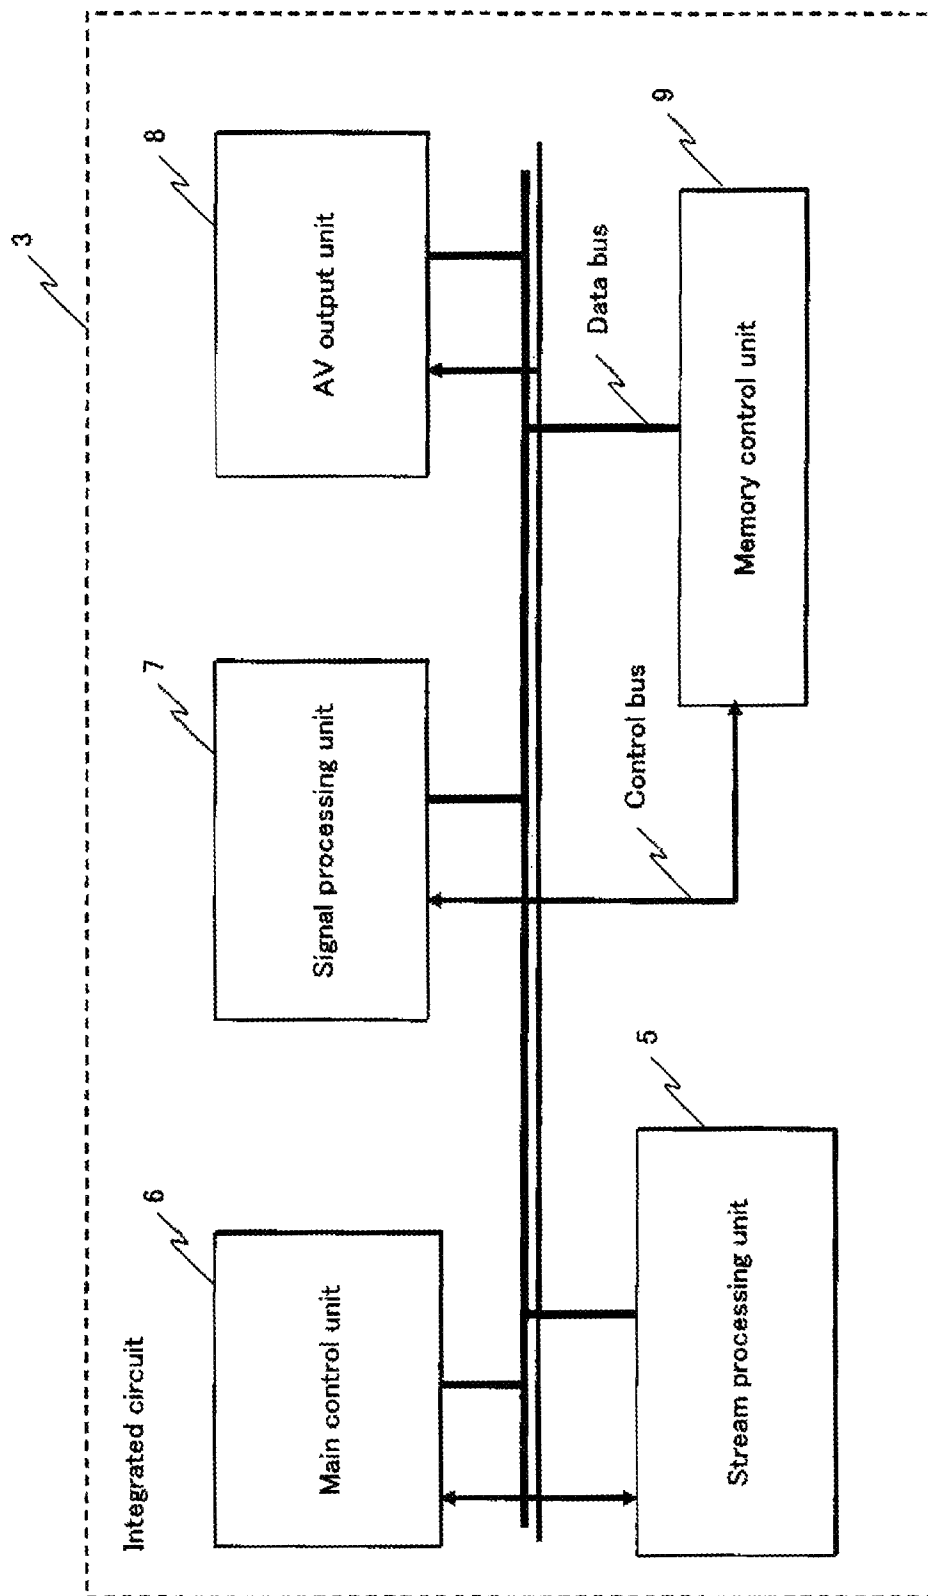 3
Integrated circuit
6
Main control unit
7
Signal processing unit
8
AV output unit
5
Stream processing unit
Control bus
Data bus
9
Memory control unit